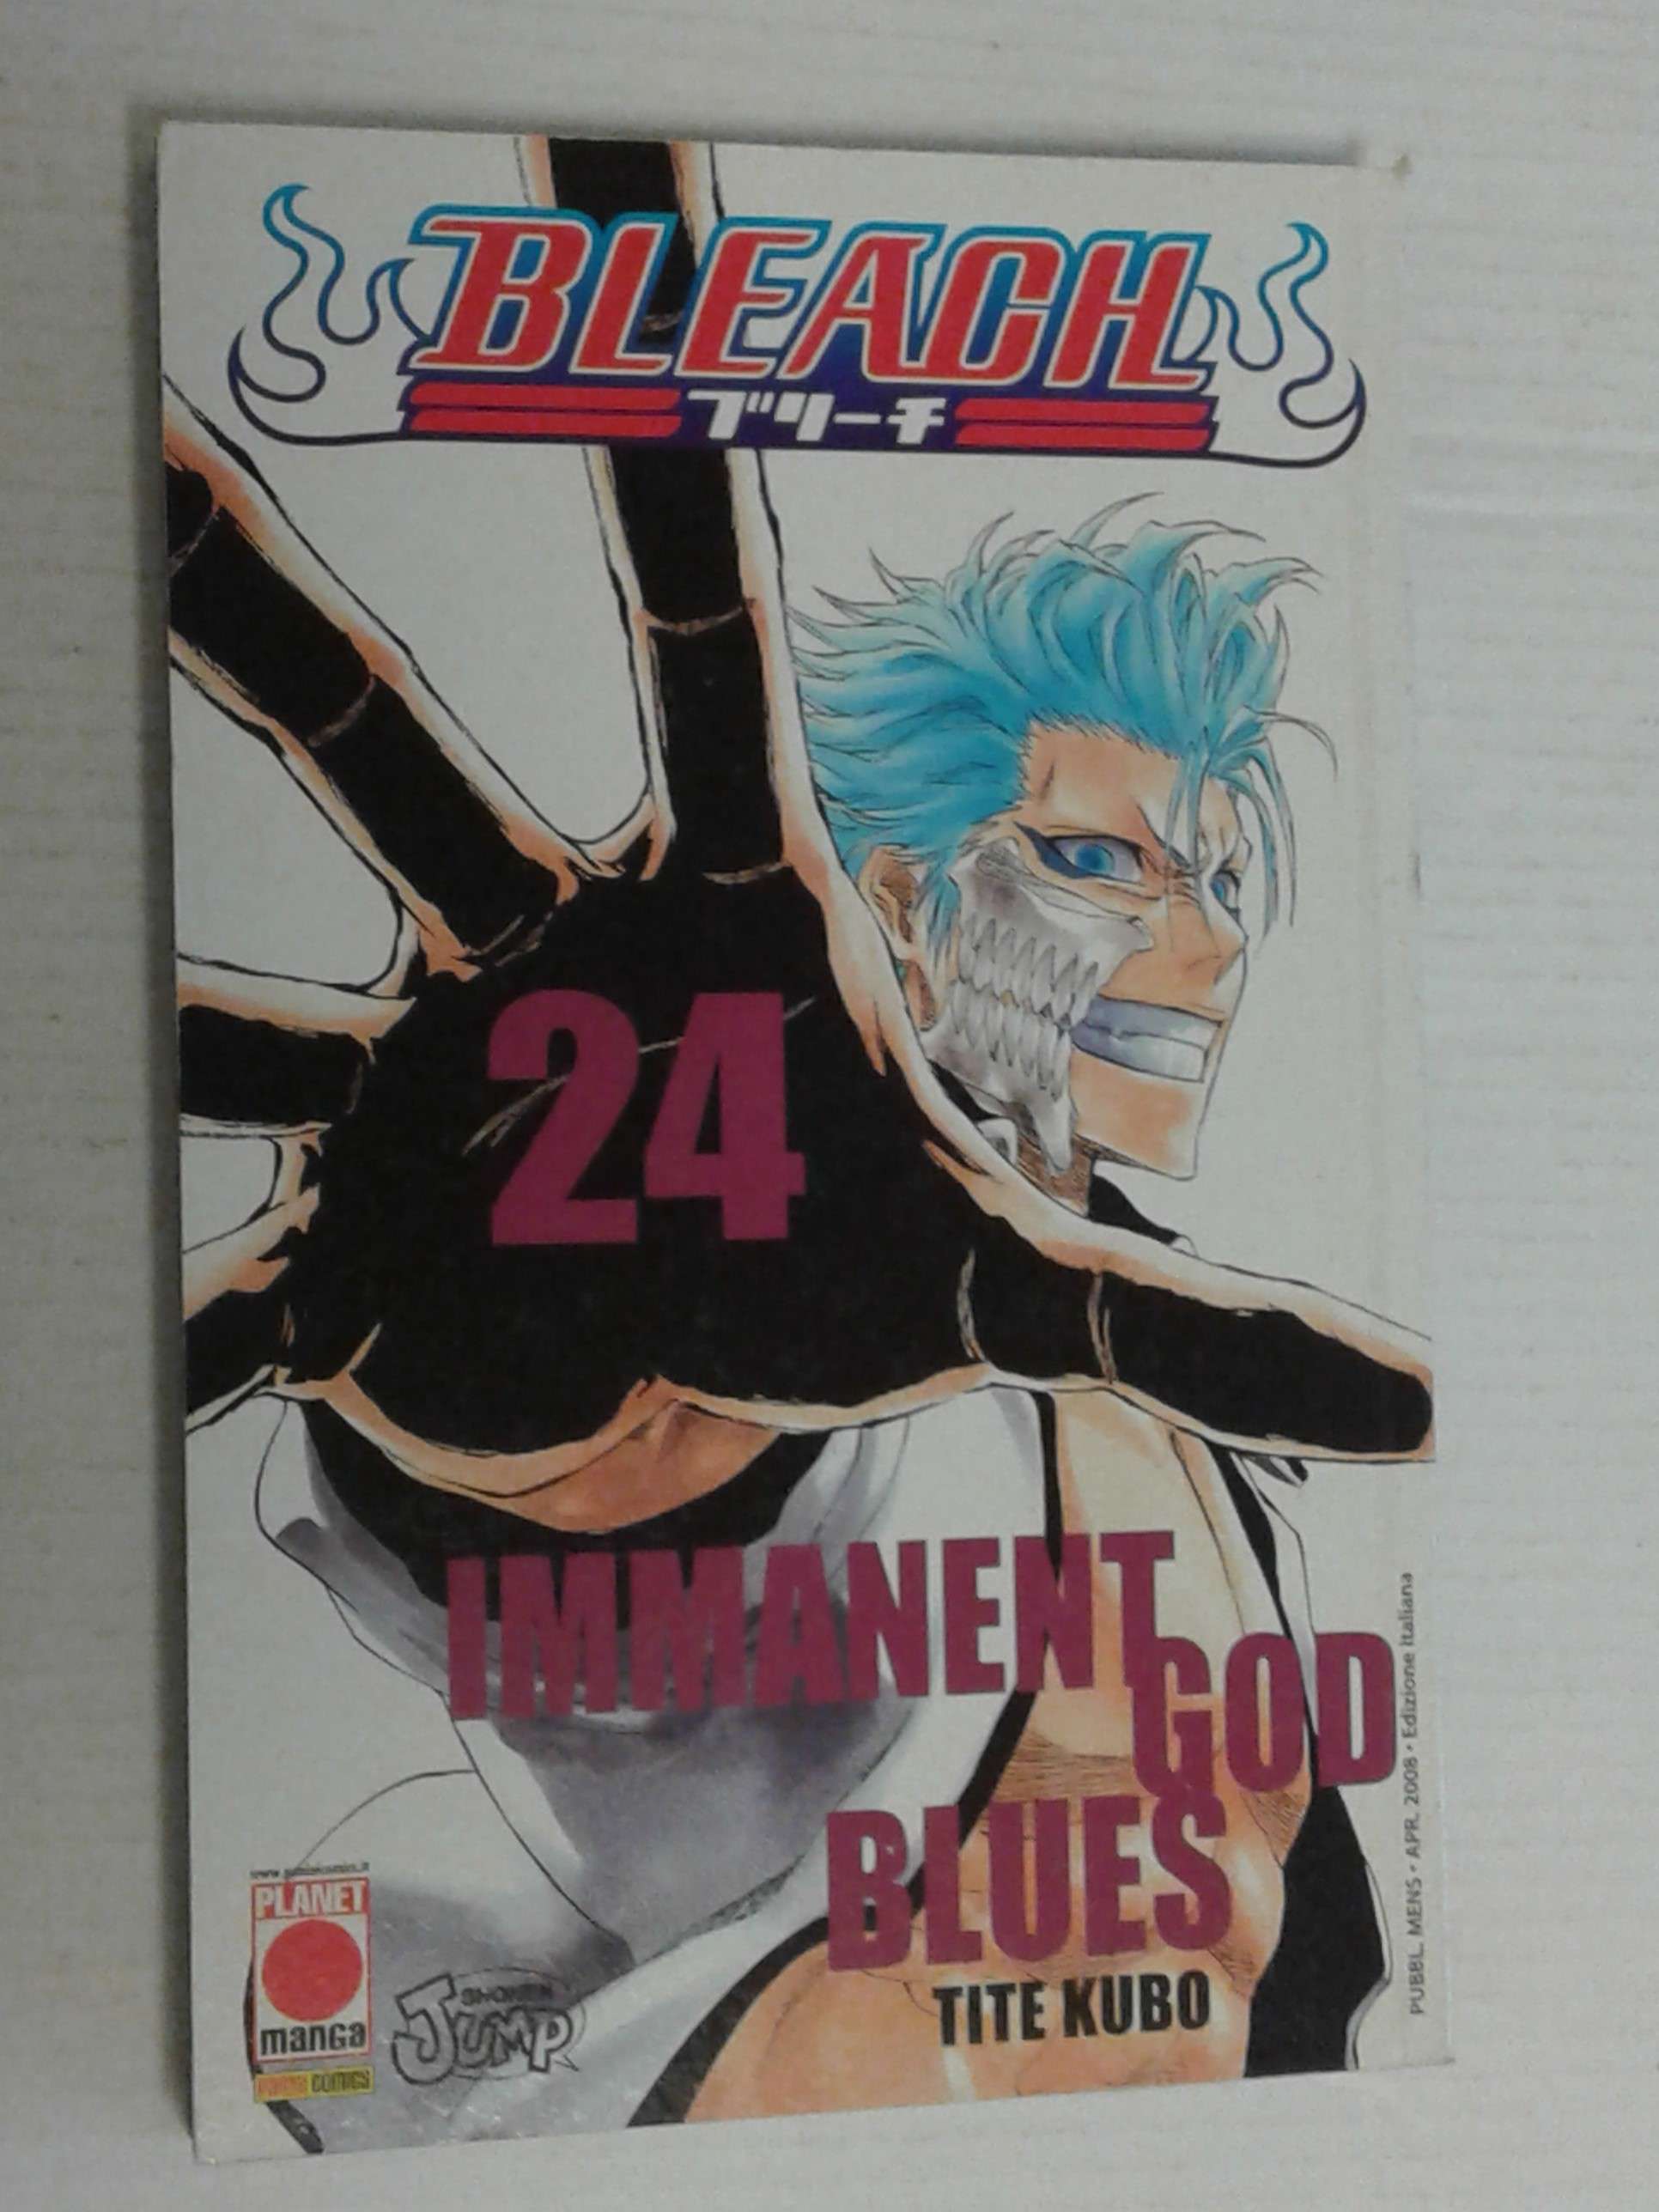 BLEACH
ブリーチ
24
IMMANENT
GOD
BLUES
TITE KUBO
PUBBL. MENS • APR. 2008 • Edizione italiana
PLANET
manga
COMICS
SHONEN
JUMP